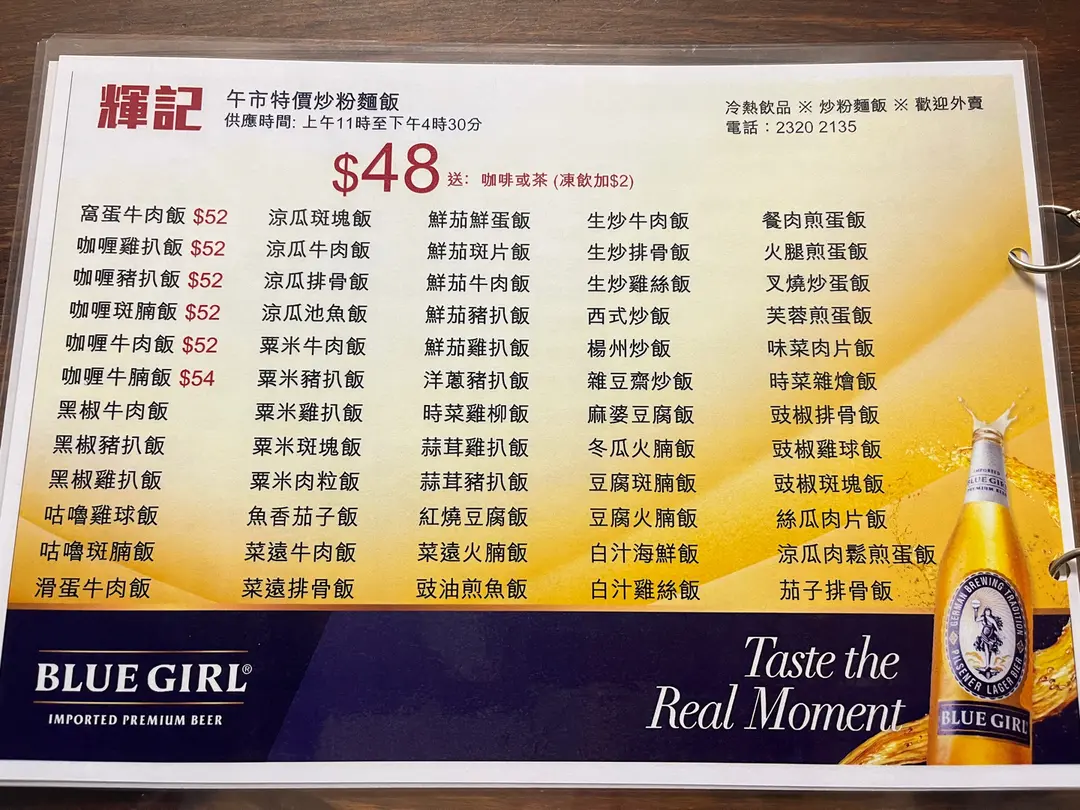 輝記
午市特價炒粉麵飯
供應時間: 上午11時至下午4時30分
冷熱飲品 ※ 炒粉麵飯 ※ 歡迎外賣
電話：2320 2135
$48 送: 咖啡或茶 (凍飲加$2)
窩蛋牛肉飯 $52
咖喱雞扒飯 $52
咖喱豬扒飯 $52
咖喱斑腩飯 $52
咖喱牛肉飯 $52
咖喱牛腩飯 $54
黑椒牛肉飯
黑椒豬扒飯
黑椒雞扒飯
咕嚕雞球飯
咕嚕斑腩飯
滑蛋牛肉飯
涼瓜斑塊飯
涼瓜牛肉飯
涼瓜排骨飯
涼瓜池魚飯
粟米牛肉飯
粟米豬扒飯
粟米雞扒飯
粟米斑塊飯
粟米肉粒飯
魚香茄子飯
菜遠牛肉飯
菜遠排骨飯
鮮茄鮮蛋飯
鮮茄斑片飯
鮮茄牛肉飯
鮮茄豬扒飯
鮮茄雞扒飯
洋蔥豬扒飯
時菜雞柳飯
蒜茸雞扒飯
蒜茸豬扒飯
紅燒豆腐飯
菜遠火腩飯
豉油煎魚飯
生炒牛肉飯
生炒排骨飯
生炒雞絲飯
西式炒飯
楊州炒飯
雜豆齋炒飯
麻婆豆腐飯
冬瓜火腩飯
豆腐斑腩飯
豆腐火腩飯
白汁海鮮飯
白汁雞絲飯
餐肉煎蛋飯
火腿煎蛋飯
叉燒炒蛋飯
芙蓉煎蛋飯
味菜肉片飯
時菜雜燴飯
豉椒排骨飯
豉椒雞球飯
豉椒斑塊飯
絲瓜肉片飯
涼瓜肉鬆煎蛋飯
茄子排骨飯
BLUE GIRL®
IMPORTED PREMIUM BEER
Taste the
Real Moment
IMPORTED
BLUE GIRL
PREMIUM BEER
GERMAN BREWING TRADITION
PILSENER LAGER BIER
BLUE GIRL